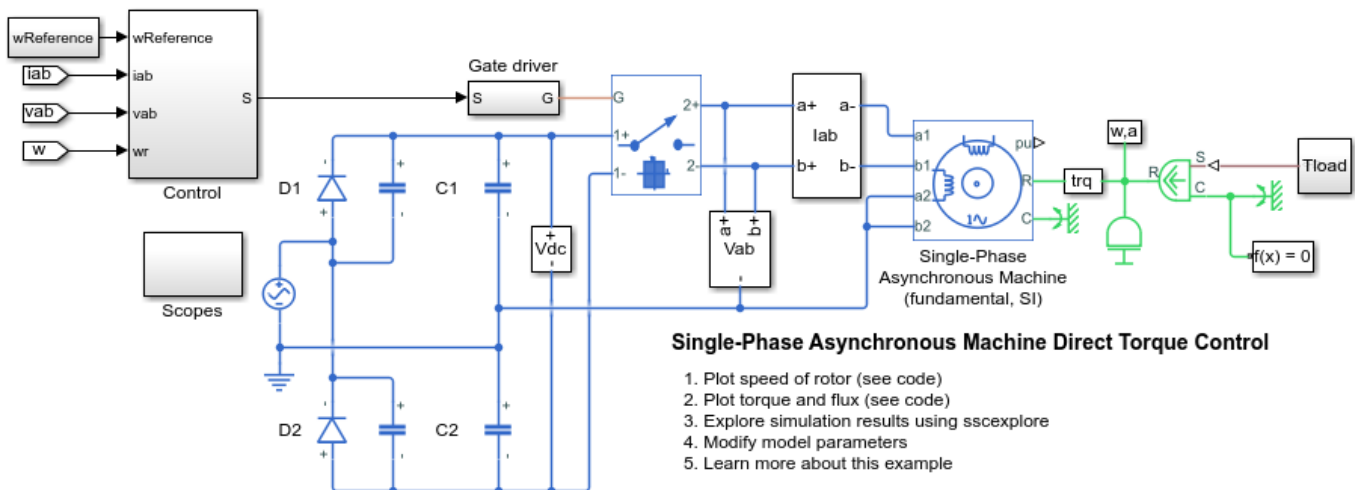 wReference
iab
vab
w
wReference
iab
vab
wr
S
Control
Gate driver
S
G
G
1+
1-
2+
2-
a+
b+
Iab
a-
b-
a1
b1
a2
b2
pu
R
C
1∿
Single-Phase
Asynchronous Machine
(fundamental, SI)
trq
w,a
R
S
C
Tload
f(x) = 0
D1
-
+
+
-
C1
+
-
+
Vdc
-
a+
b+
Vab
-
Scopes
D2
-
+
+
-
C2
+
-
Single-Phase Asynchronous Machine Direct Torque Control
1. Plot speed of rotor (see code)
2. Plot torque and flux (see code)
3. Explore simulation results using sscexplore
4. Modify model parameters
5. Learn more about this example